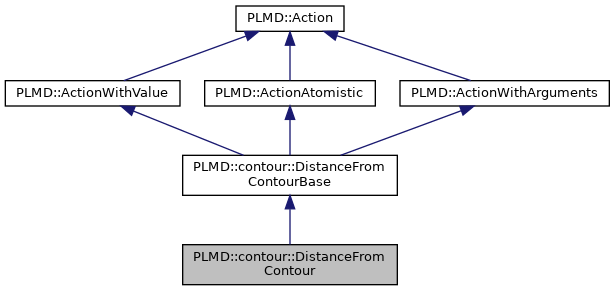 PLMD::Action
PLMD::ActionWithValue
PLMD::ActionAtomistic
PLMD::ActionWithArguments
PLMD::contour::DistanceFrom
ContourBase
PLMD::contour::DistanceFrom
Contour